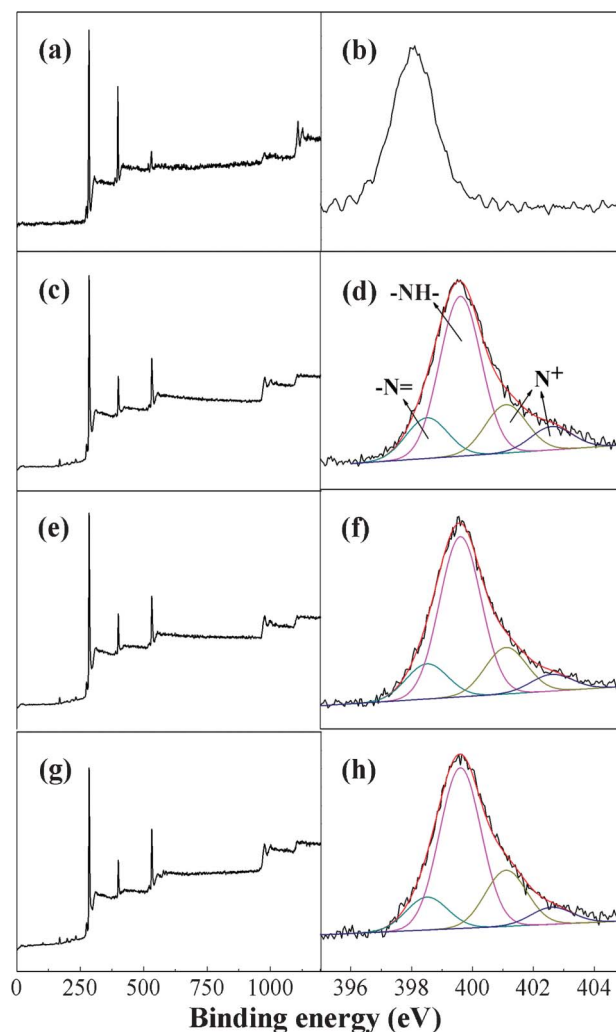 (a) (b)
(c) (d)
-NH-
-N= N⁺
(e) (f)
(g) (h)
0 250 500 750 1000 396 398 400 402 404
Binding energy (eV)